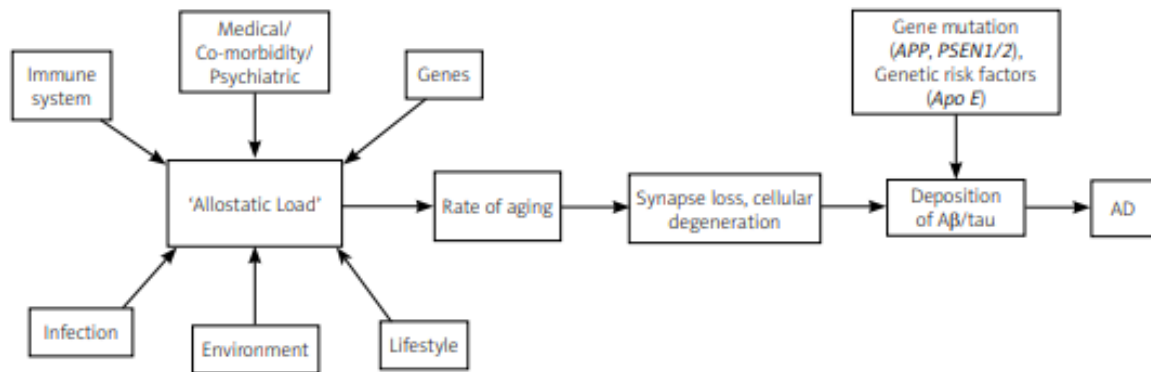 Medical/
Co-morbidity/
Psychiatric
Immune
system
Genes
Gene mutation
(APP, PSEN1/2),
Genetic risk factors
(Apo E)
'Allostatic Load'
Rate of aging
Synapse loss, cellular
degeneration
Deposition
of Aβ/tau
AD
Infection
Environment
Lifestyle